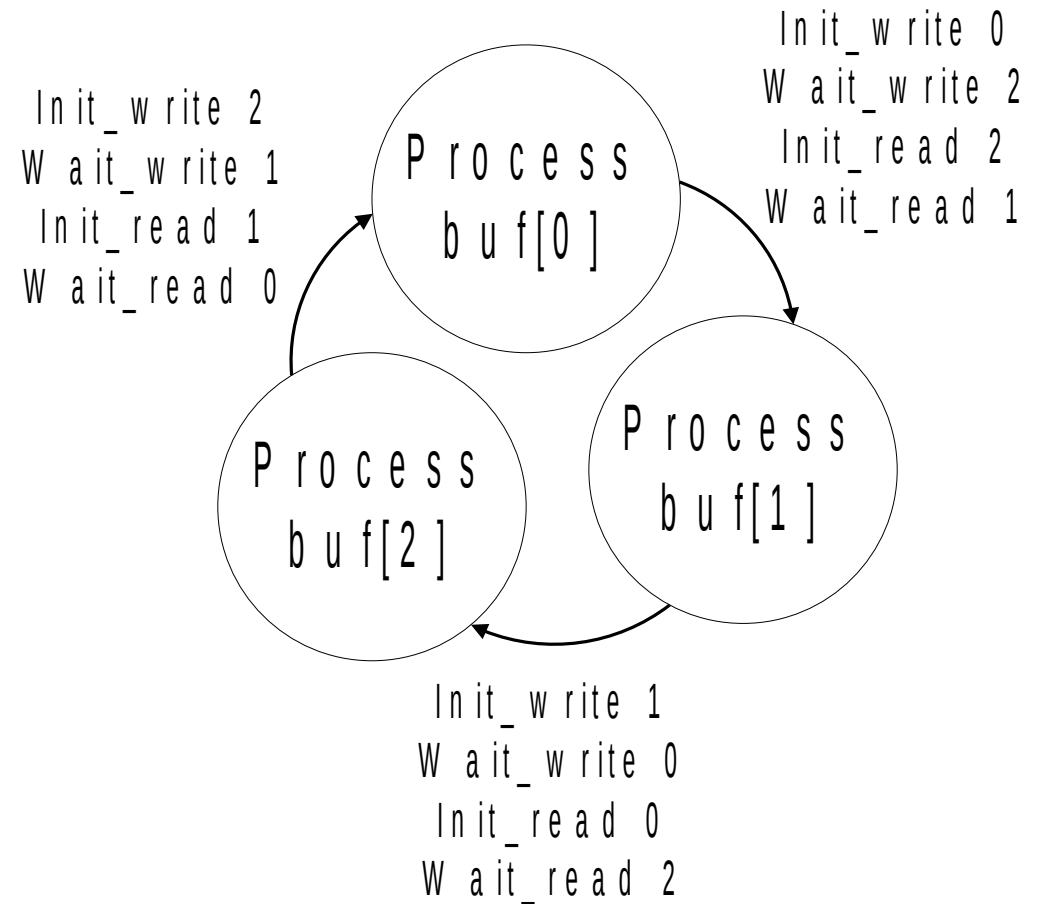 Init_write 0
Wait_write 2
Init_read 2
Wait_read 1
Init_write 2
Wait_write 1
Init_read 1
Wait_read 0
Process
buf[0]
Process
buf[1]
Process
buf[2]
Init_write 1
Wait_write 0
Init_read 0
Wait_read 2